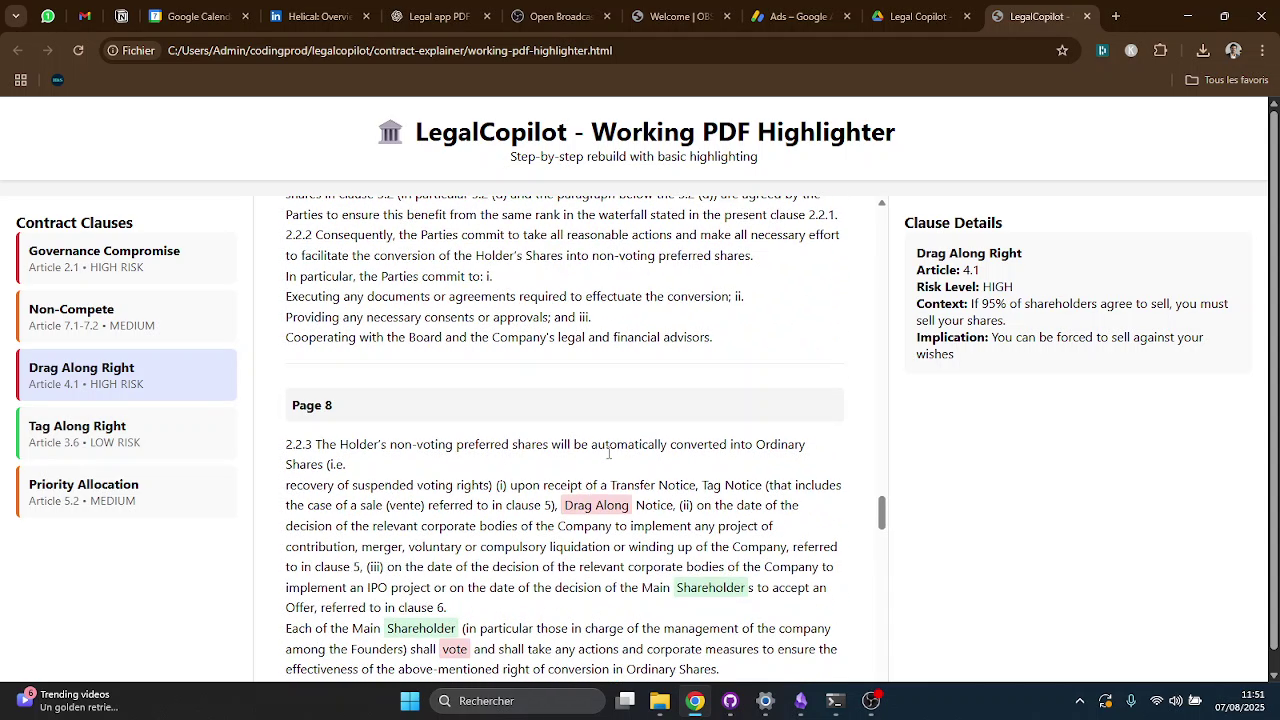 Google Calend
Helical: Overvi
Legal app PDF
Open Broadcas
Welcome | OBS
Ads – Google A
Legal Copilot -
LegalCopilot -
Fichier
C:/Users/Admin/codingprod/legalcopilot/contract-explainer/working-pdf-highlighter.html
Tous les favoris
🏛️ LegalCopilot - Working PDF Highlighter
Step-by-step rebuild with basic highlighting
Contract Clauses
Governance Compromise
Article 2.1 • HIGH RISK
Non-Compete
Article 7.1-7.2 • MEDIUM
Drag Along Right
Article 4.1 • HIGH RISK
Tag Along Right
Article 3.6 • LOW RISK
Priority Allocation
Article 5.2 • MEDIUM
Parties to ensure this benefit from the same rank in the waterfall stated in the present clause 2.2.1.
2.2.2 Consequently, the Parties commit to take all reasonable actions and make all necessary effort
to facilitate the conversion of the Holder's Shares into non-voting preferred shares.
In particular, the Parties commit to: i.
Executing any documents or agreements required to effectuate the conversion; ii.
Providing any necessary consents or approvals; and iii.
Cooperating with the Board and the Company's legal and financial advisors.
Page 8
2.2.3 The Holder's non-voting preferred shares will be automatically converted into Ordinary
Shares (i.e.
recovery of suspended voting rights) (i) upon receipt of a Transfer Notice, Tag Notice (that includes
the case of a sale (vente) referred to in clause 5), Drag Along Notice, (ii) on the date of the
decision of the relevant corporate bodies of the Company to implement any project of
contribution, merger, voluntary or compulsory liquidation or winding up of the Company, referred
to in clause 5, (iii) on the date of the decision of the relevant corporate bodies of the Company to
implement an IPO project or on the date of the decision of the Main Shareholder s to accept an
Offer, referred to in clause 6.
Each of the Main Shareholder (in particular those in charge of the management of the company
among the Founders) shall vote and shall take any actions and corporate measures to ensure the
effectiveness of the above-mentioned right of conversion in Ordinary Shares.
Clause Details
Drag Along Right
Article: 4.1
Risk Level: HIGH
Context: If 95% of shareholders agree to sell, you must
sell your shares.
Implication: You can be forced to sell against your
wishes
6
Trending videos
Un golden retrie...
Rechercher
11:51
07/08/2025